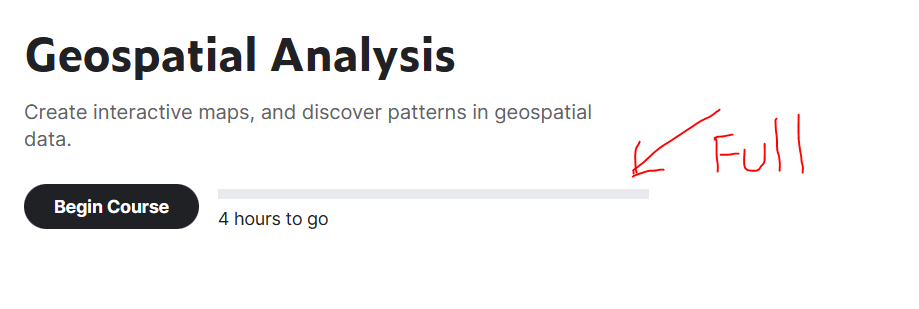 Geospatial Analysis
Create interactive maps, and discover patterns in geospatial
data.
Full
Begin Course
4 hours to go